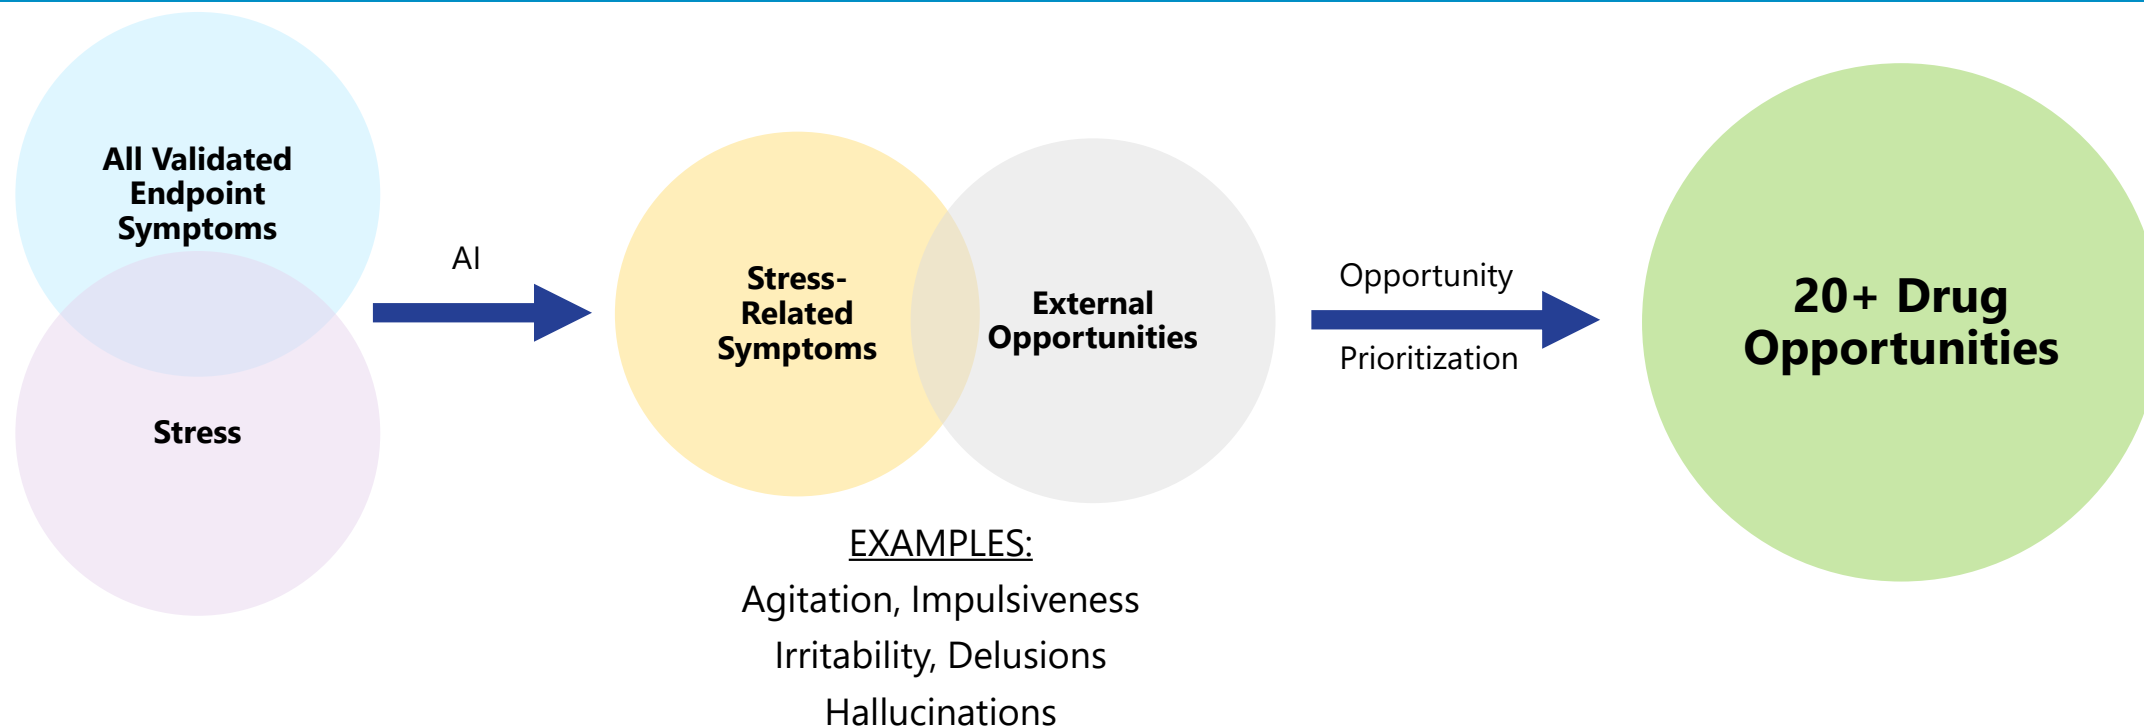 All Validated
Endpoint
Symptoms
Stress
AI
Stress-
Related
Symptoms
External
Opportunities
EXAMPLES:
Agitation, Impulsiveness
Irritability, Delusions
Hallucinations
Opportunity
Prioritization
20+ Drug
Opportunities